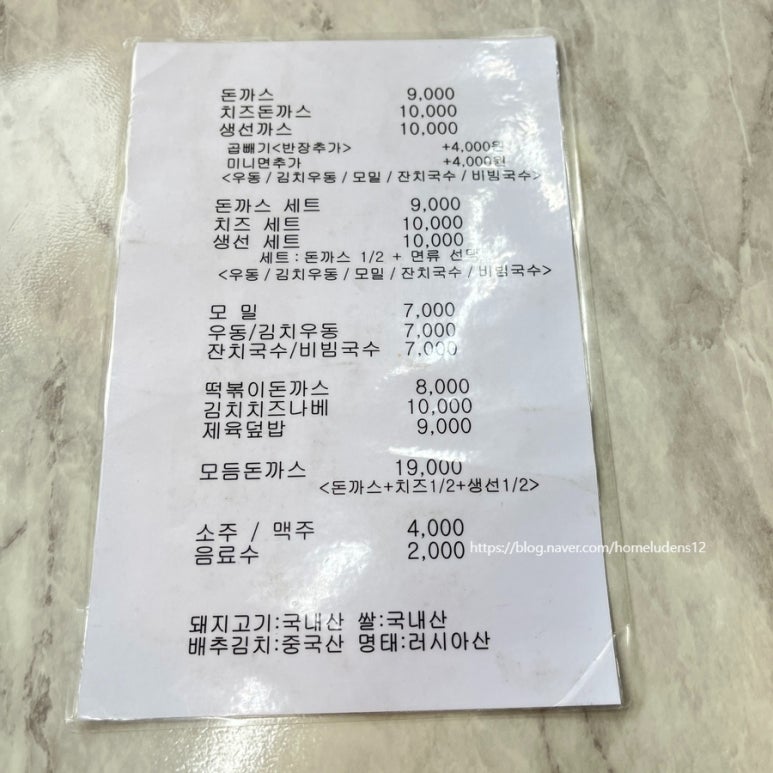 돈까스 9,000
치즈돈까스 10,000
생선까스 10,000
곱빼기<반장추가> +4,000원
미니면추가 +4,000원
<우동 / 김치우동 / 모밀 / 잔치국수 / 비빔국수>
돈까스 세트 9,000
치즈 세트 10,000
생선 세트 10,000
세트 : 돈까스 1/2 + 면류 선택
<우동 / 김치우동 / 모밀 / 잔치국수 / 비빔국수>
모 밀 7,000
우동/김치우동 7,000
잔치국수/비빔국수 7,000
떡볶이돈까스 8,000
김치치즈나베 10,000
제육덮밥 9,000
모듬돈까스 19,000
<돈까스+치즈1/2+생선1/2>
소주 / 맥주 4,000
음료수 2,000
https://blog.naver.com/homeludens12
돼지고기:국내산 쌀:국내산
배추김치:중국산 명태:러시아산